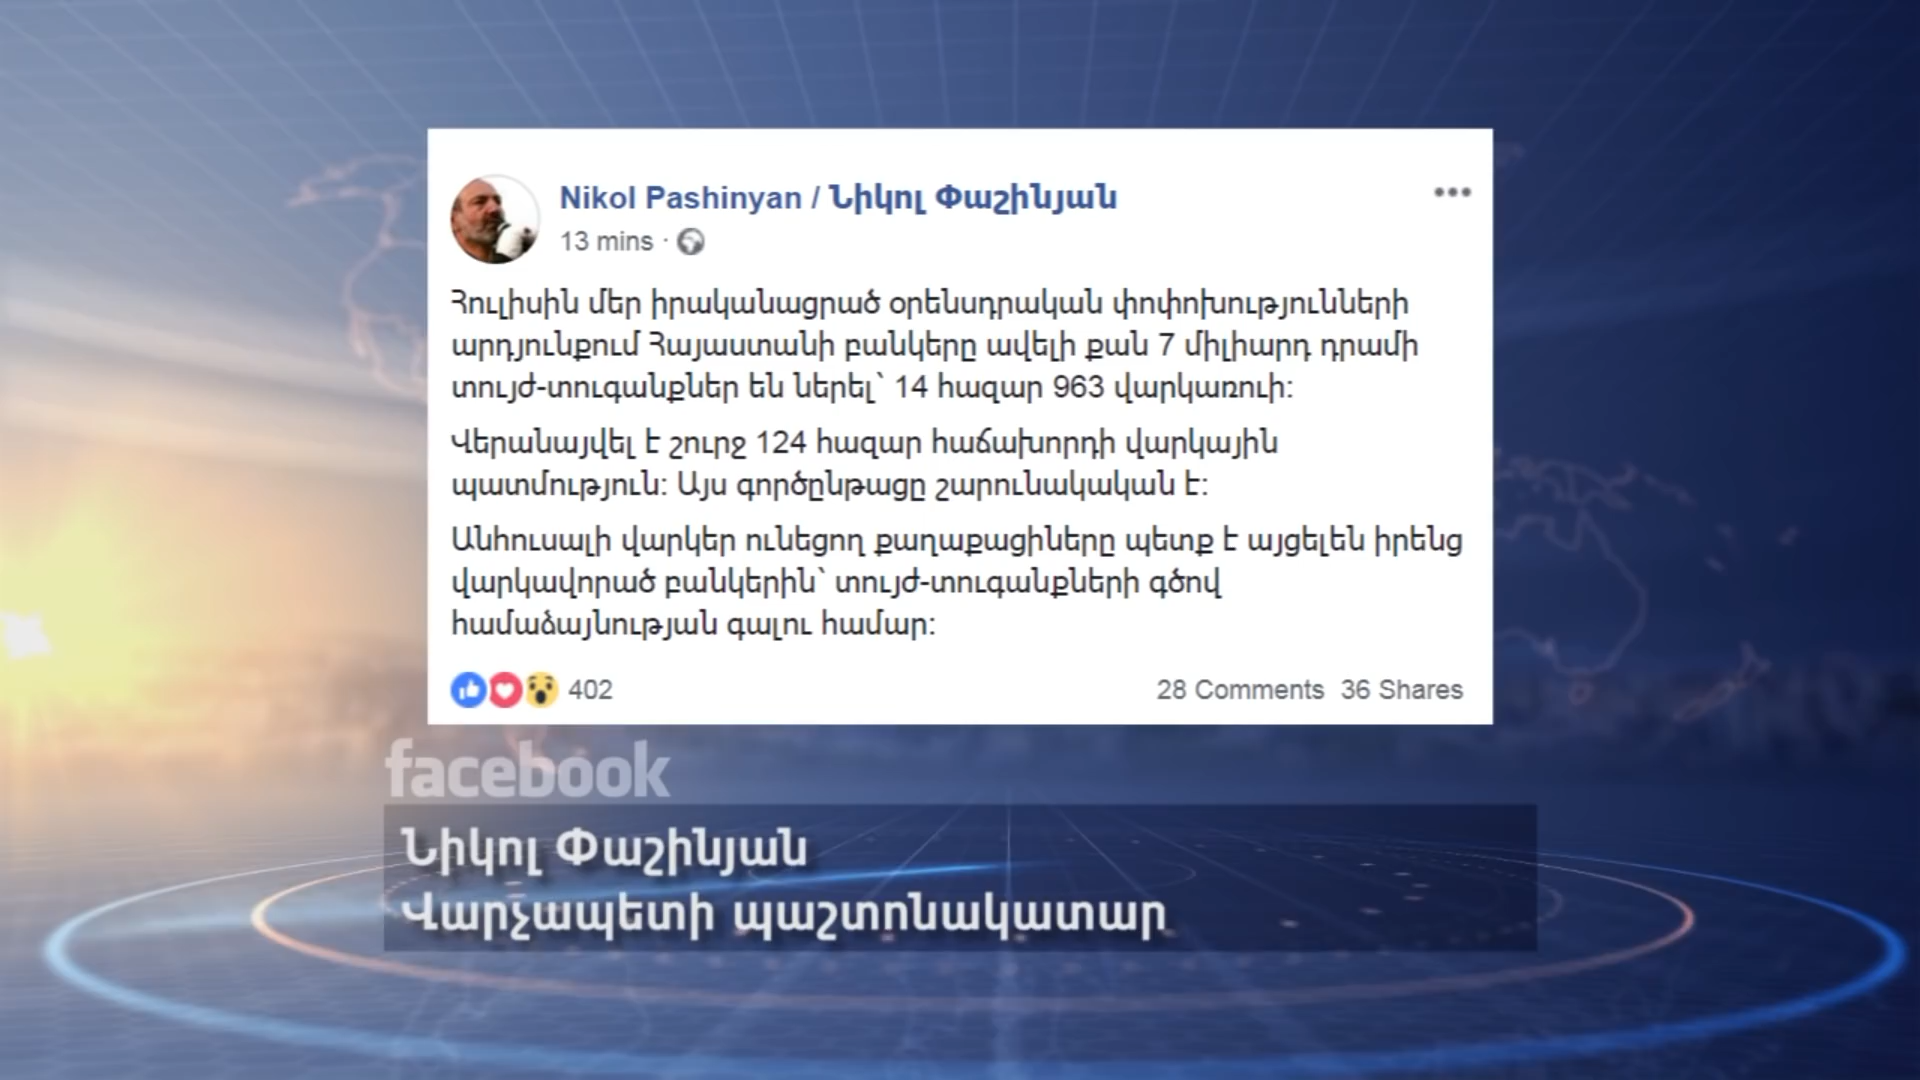 Nikol Pashinyan / Նիկոլ Փաշինյան
13 mins ·
Հուլիսին մեր իրականացրած օրենսդրական փոփոխությունների
արդյունքում Հայաստանի բանկերը ավելի քան 7 միլիարդ դրամի
տույժ-տուգանքներ են ներել՝ 14 հազար 963 վարկառուի։
Վերանայվել է շուրջ 124 հազար հաճախորդի վարկային
պատմություն։ Այս գործընթացը շարունակական է։
Անհուսալի վարկեր ունեցող քաղաքացիները պետք է այցելեն իրենց
վարկավորած բանկերին՝ տույժ-տուգանքների գծով
համաձայնության գալու համար։
402
28 Comments 36 Shares
facebook
Նիկոլ Փաշինյան
Վարչապետի պաշտոնակատար